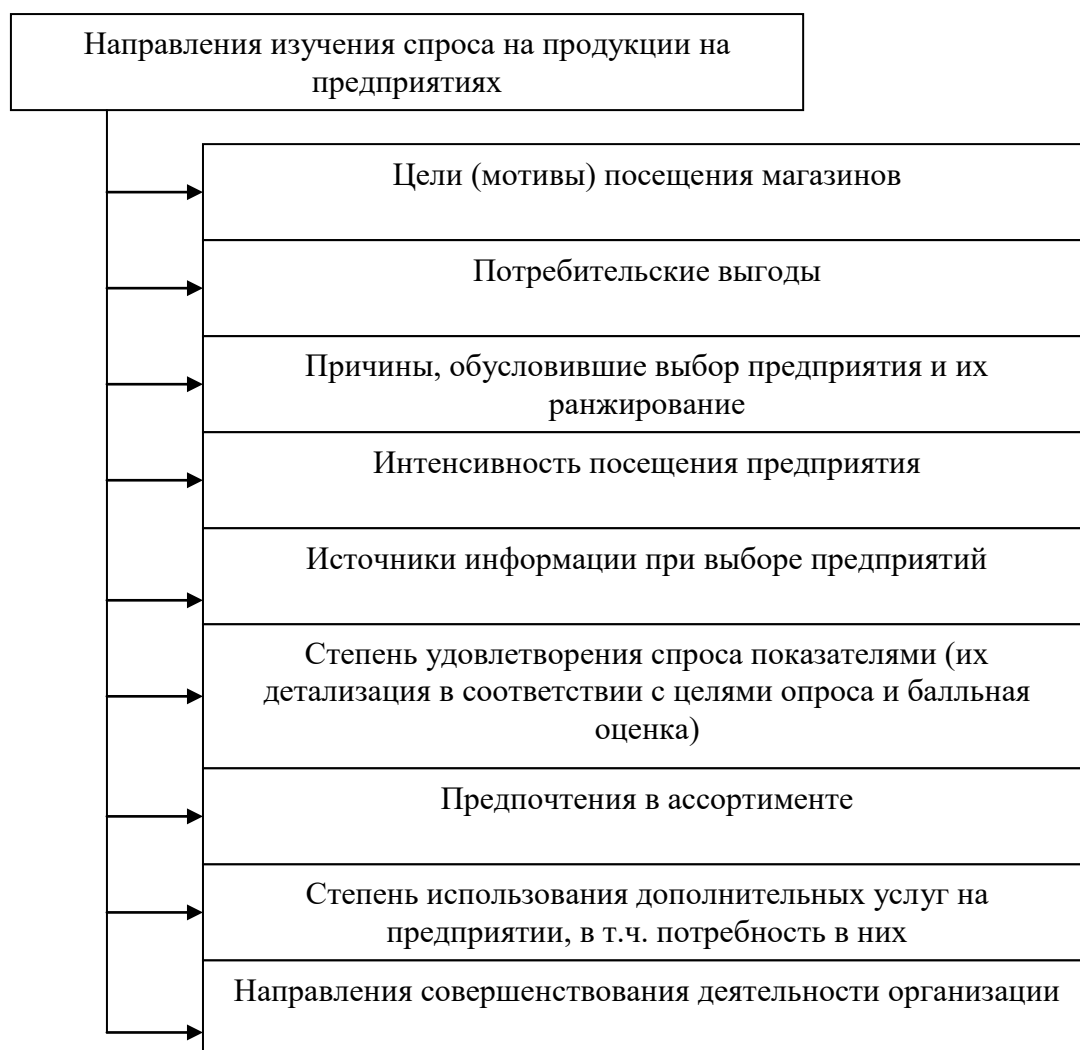 Направления изучения спроса на продукции на
предприятиях
Цели (мотивы) посещения магазинов
Потребительские выгоды
Причины, обусловившие выбор предприятия и их
ранжирование
Интенсивность посещения предприятия
Источники информации при выборе предприятий
Степень удовлетворения спроса показателями (их
детализация в соответствии с целями опроса и балльная
оценка)
Предпочтения в ассортименте
Степень использования дополнительных услуг на
предприятии, в т.ч. потребность в них
Направления совершенствования деятельности организации